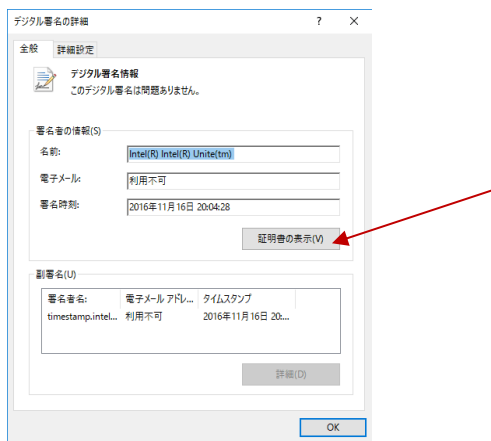 デジタル署名の詳細 ? ×
全般 詳細設定
デジタル署名情報
このデジタル署名は問題ありません。
署名者の情報(S)
名前: Intel(R) Intel(R) Unite(tm)
電子メール: 利用不可
署名時刻: 2016年11月16日 20:04:28
証明書の表示(V)
副署名(U)
署名者名: 電子メール アドレ... タイムスタンプ
timestamp.intel... 利用不可 2016年11月16日 20:...
詳細(D)
OK